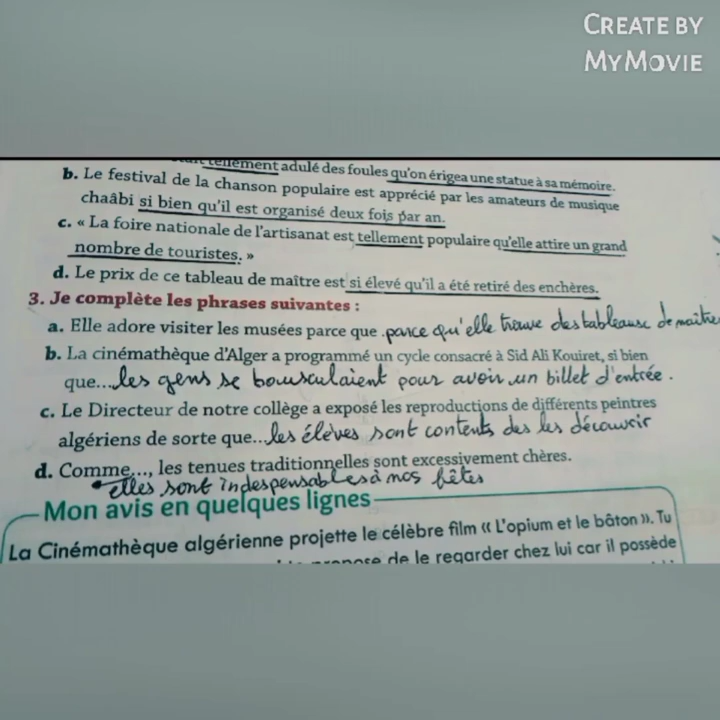 CREATE BY
MYMOVIE
tellement adulé des foules qu'on érigea une statue à sa mémoire.
b. Le festival de la chanson populaire est apprécié par les amateurs de musique
chaâbi si bien qu'il est organisé deux fois par an.
c. « La foire nationale de l'artisanat est tellement populaire qu'elle attire un grand
nombre de touristes. »
d. Le prix de ce tableau de maître est si élevé qu'il a été retiré des enchères.
3. Je complète les phrases suivantes :
a. Elle adore visiter les musées parce que .parce qu'elle trouve des tableause de maître
b. La cinémathèque d'Alger a programmé un cycle consacré à Sid Ali Kouiret, si bien
que...les gens se bousculaient pour avoir un billet d'entrée.
c. Le Directeur de notre collège a exposé les reproductions de différents peintres
algériens de sorte que...les élèves sont contents des les découvrir
d. Comme..., les tenues traditionnelles sont excessivement chères.
elles sont indespensables à nos fêtes
Mon avis en quelques lignes
La Cinémathèque algérienne projette le célèbre film « L'opium et le bâton ». Tu
propose de le regarder chez lui car il possède